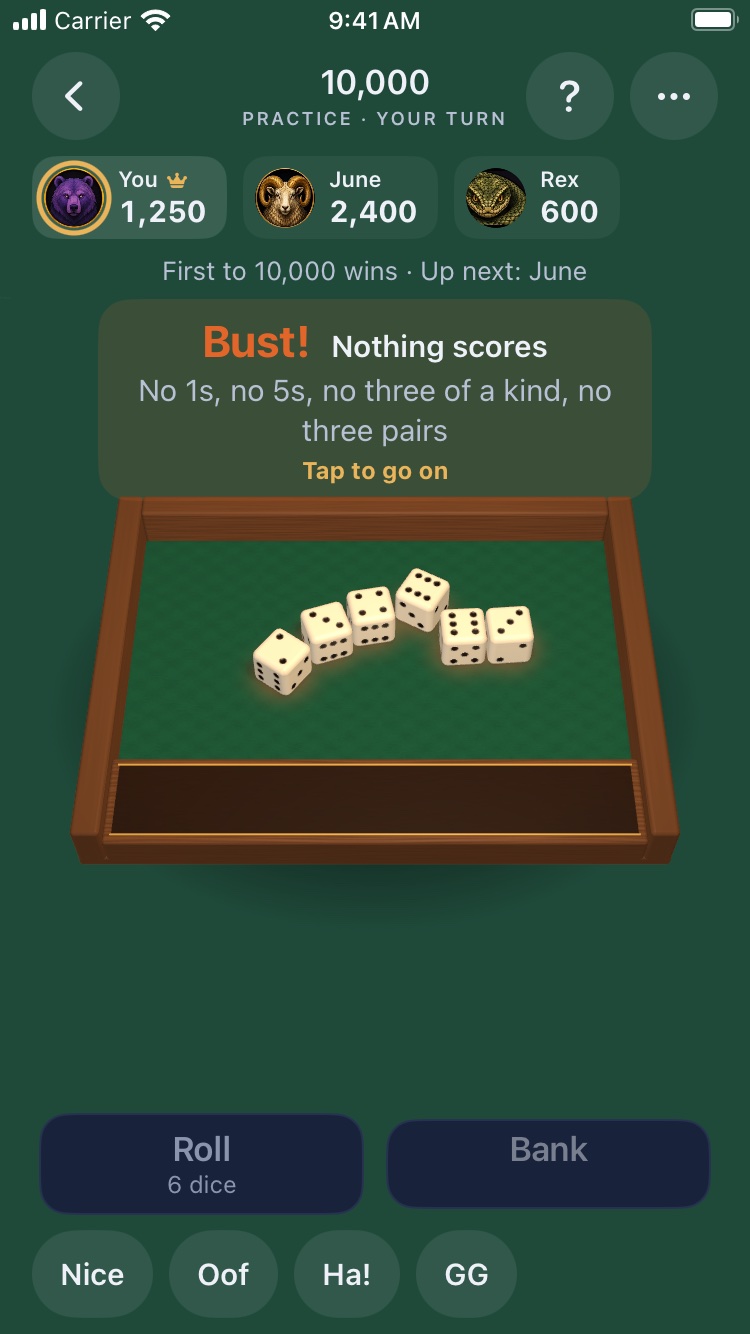 Carrier
9:41 AM
10,000
PRACTICE · YOUR TURN
?
You
1,250
June
2,400
Rex
600
First to 10,000 wins · Up next: June
Bust! Nothing scores
No 1s, no 5s, no three of a kind, no
three pairs
Tap to go on
Roll
6 dice
Bank
Nice
Oof
Ha!
GG